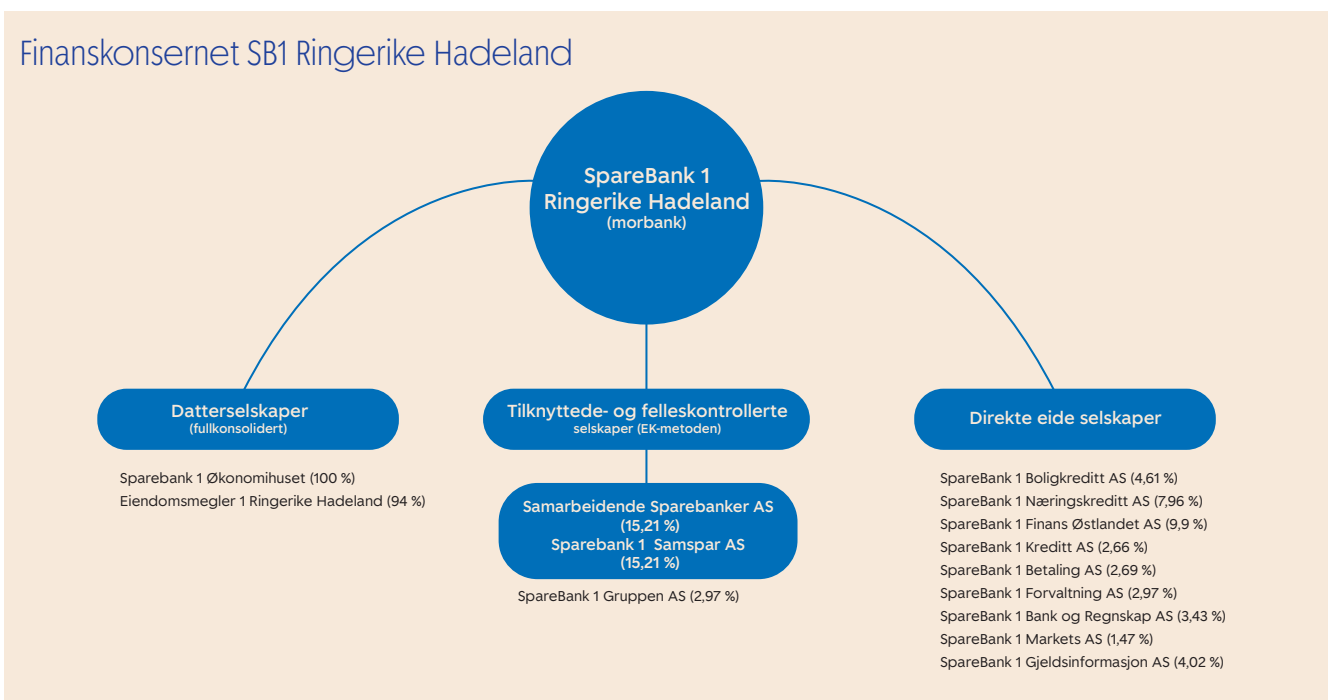 Finanskonsernet SB1 Ringerike Hadeland
SpareBank 1
Ringerike Hadeland
(morbank)
Datterselskaper
(fullkonsolidert)
Sparebank 1 Økonomihuset (100 %)
Eiendomsmegler 1 Ringerike Hadeland (94 %)
Tilknyttede- og felleskontrollerte
selskaper (EK-metoden)
Samarbeidende Sparebanker AS
(15,21 %)
Sparebank 1 Samspar AS
(15,21 %)
SpareBank 1 Gruppen AS (2,97 %)
Direkte eide selskaper
SpareBank 1 Boligkreditt AS (4,61 %)
SpareBank 1 Næringskreditt AS (7,96 %)
SpareBank 1 Finans Østlandet AS (9,9 %)
SpareBank 1 Kreditt AS (2,66 %)
SpareBank 1 Betaling AS (2,69 %)
SpareBank 1 Forvaltning AS (2,97 %)
SpareBank 1 Bank og Regnskap AS (3,43 %)
SpareBank 1 Markets AS (1,47 %)
SpareBank 1 Gjeldsinformasjon AS (4,02 %)